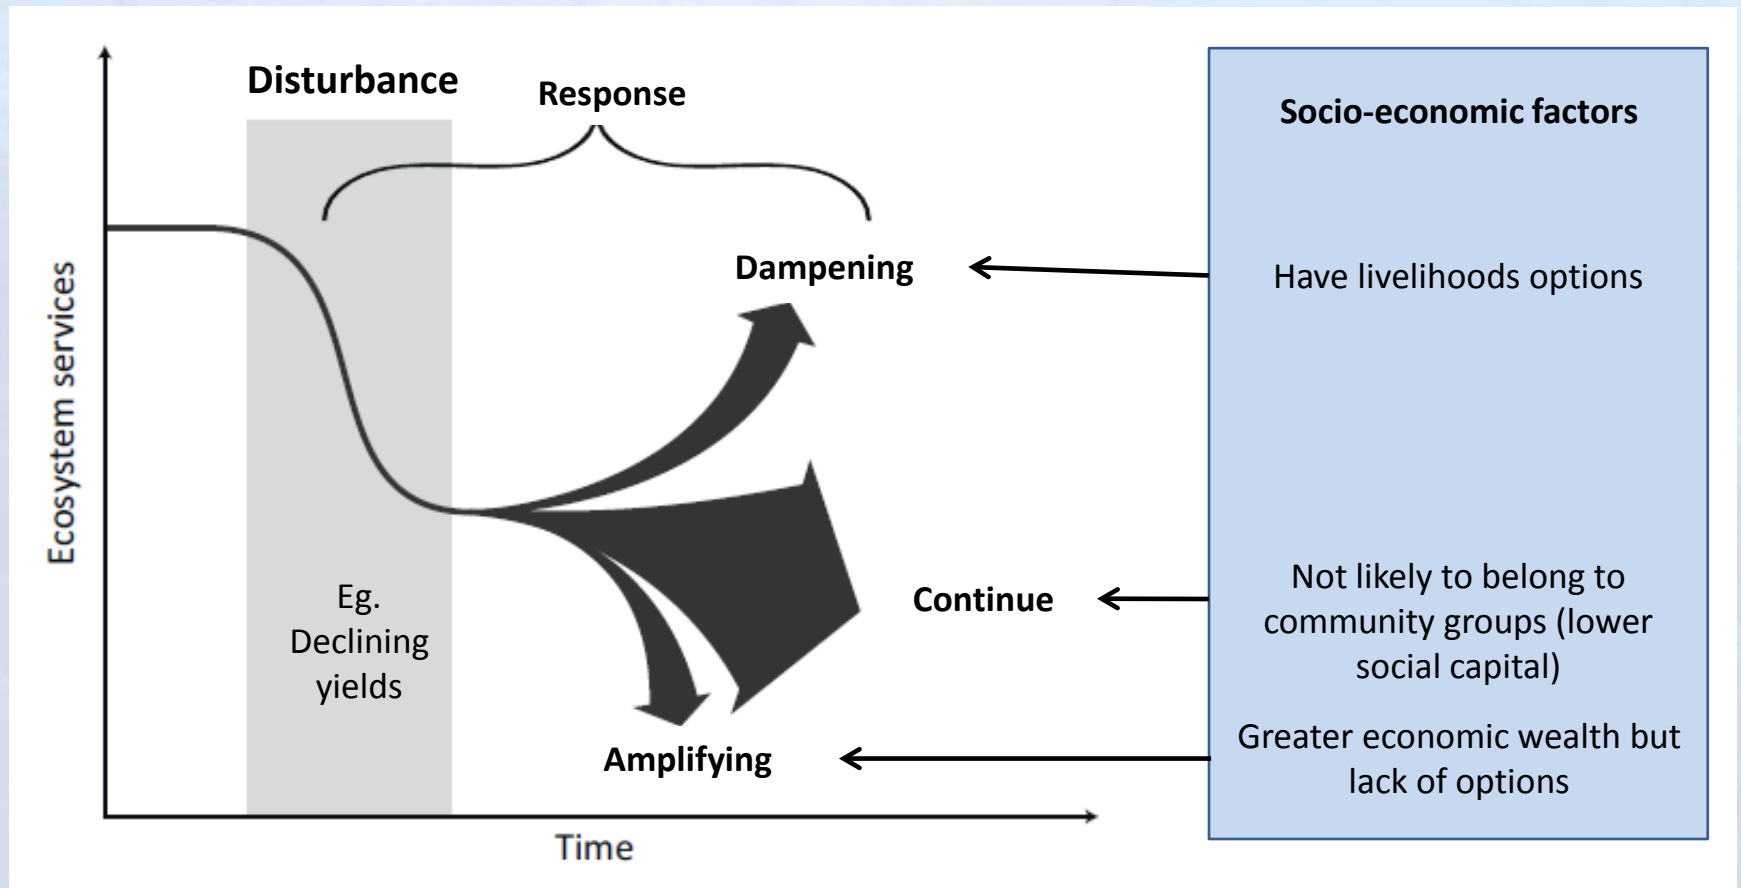 Disturbance
Response
Socio-economic factors
Dampening
Have livelihoods options
Ecosystem services
Eg.
Declining
yields
Continue
Not likely to belong to
community groups (lower
social capital)
Amplifying
Greater economic wealth but
lack of options
Time